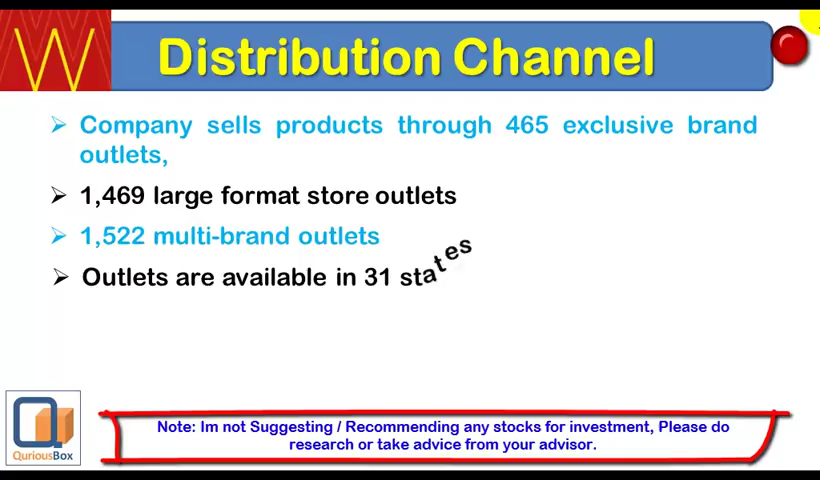 W
Distribution Channel
Company sells products through 465 exclusive brand
outlets,
1,469 large format store outlets
1,522 multi-brand outlets
Outlets are available in 31 states
Note: Im not Suggesting / Recommending any stocks for investment, Please do
research or take advice from your advisor.
QuriousBox